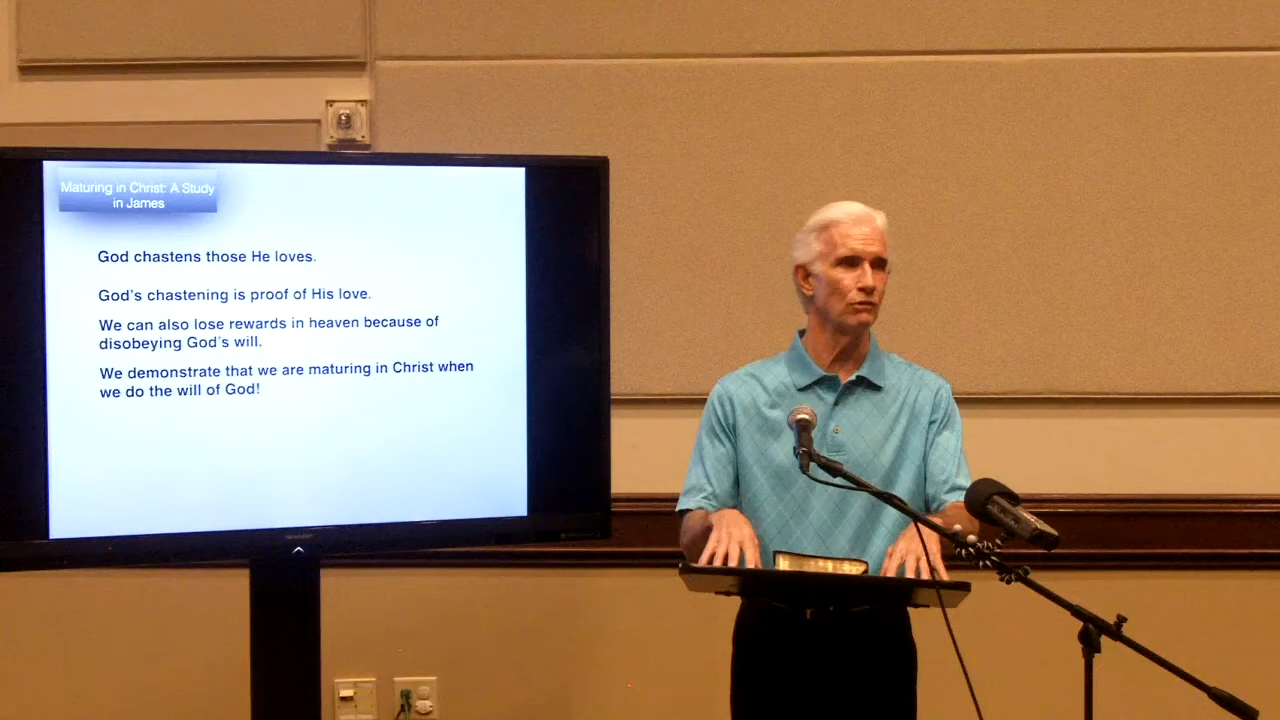 Maturing in Christ: A Study
in James
God chastens those He loves.
God's chastening is proof of His love.
We can also lose rewards in heaven because of
disobeying God's will.
We demonstrate that we are maturing in Christ when
we do the will of God!
SHARP